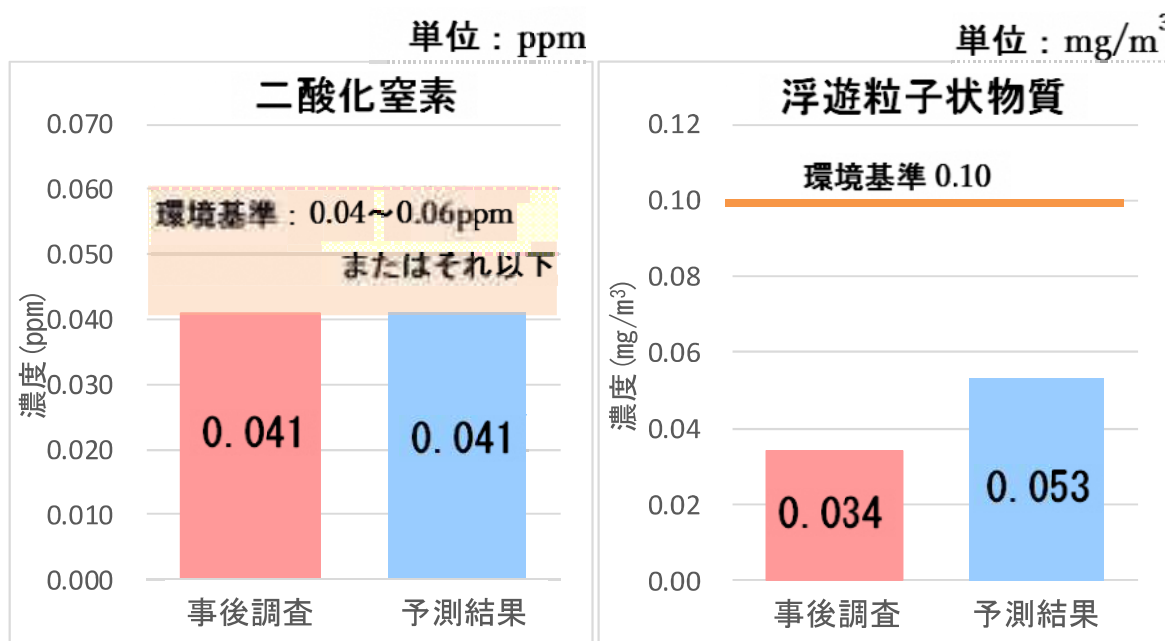 単位：ppm
二酸化窒素
0.070
0.060
0.050
0.040
0.030
0.020
0.010
0.000
濃度(ppm)
環境基準：0.04～0.06ppm
またはそれ以下
0.041
0.041
事後調査
予測結果
単位：mg/m³
浮遊粒子状物質
0.12
0.10
0.08
0.06
0.04
0.02
0.00
濃度(mg/m³)
環境基準 0.10
0.034
0.053
事後調査
予測結果